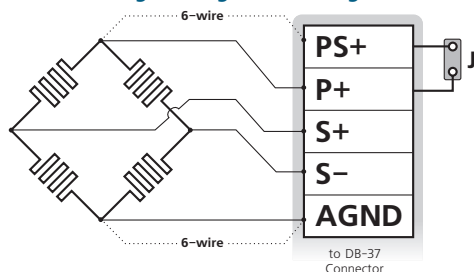 6-wire
PS+
P+
S+
S-
AGND
J
6-wire
to DB-37
Connector